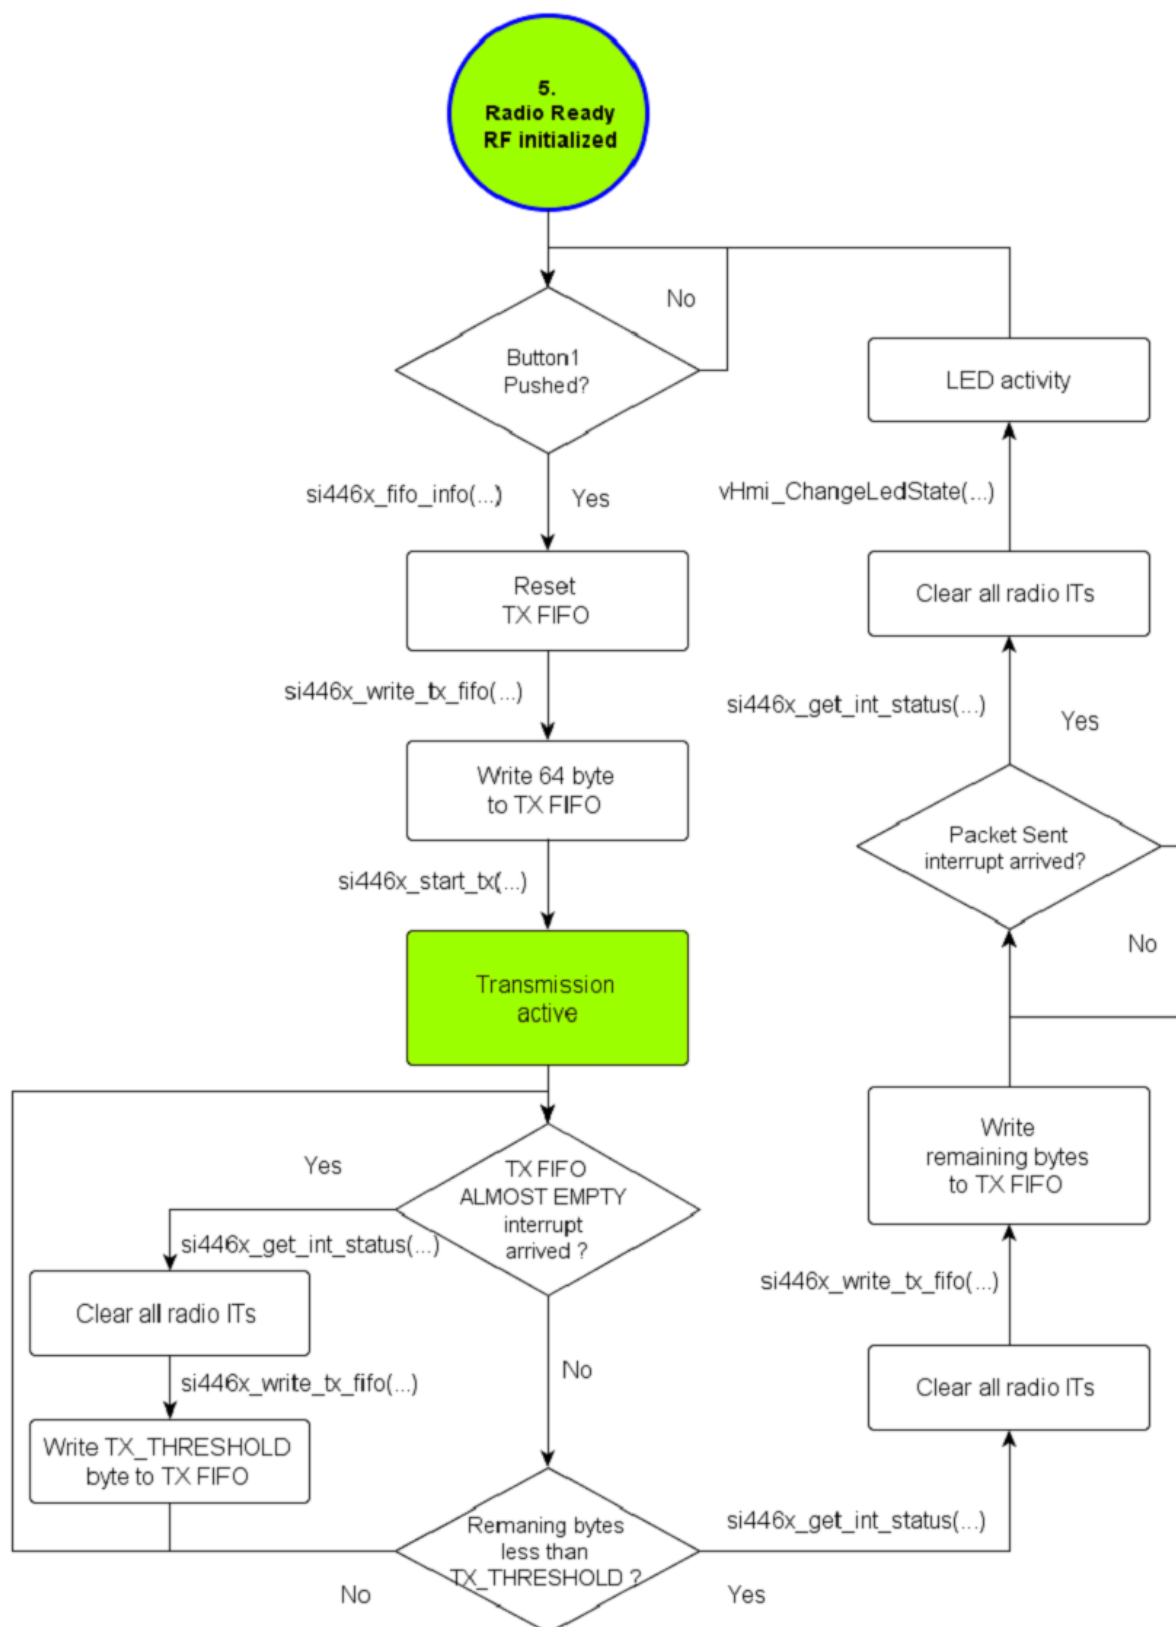 5.
Radio Ready
RF initialized
No
Button1
Pushed?
si446x_fifo_info(...)
Yes
Reset
TX FIFO
si446x_write_tx_fifo(...)
Write 64 byte
to TX FIFO
si446x_start_tx(...)
Transmission
active
Yes
TX FIFO
ALMOST EMPTY
interrupt
arrived ?
si446x_get_int_status(...)
Clear all radio ITs
si446x_write_tx_fifo(...)
Write TX_THRESHOLD
byte to TX FIFO
No
Remaning bytes
less than
TX_THRESHOLD ?
No
Yes
si446x_get_int_status(...)
Clear all radio ITs
si446x_write_tx_fifo(...)
Write
remaining bytes
to TX FIFO
No
Packet Sent
interrupt arrived?
Yes
si446x_get_int_status(...)
Clear all radio ITs
vHmi_ChangeLedState(...)
LED activity